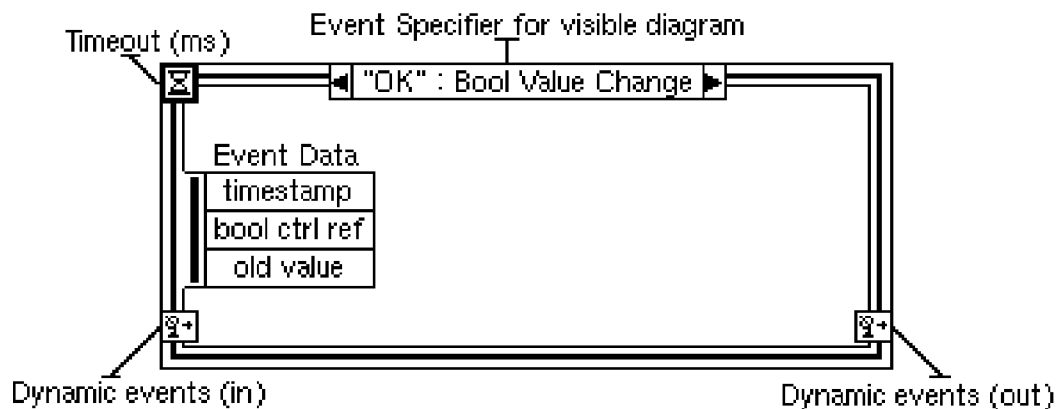 Event Specifier for visible diagram
Timeout (ms)
"OK" : Bool Value Change
Event Data
timestamp
bool ctrl ref
old value
Dynamic events (in)
Dynamic events (out)